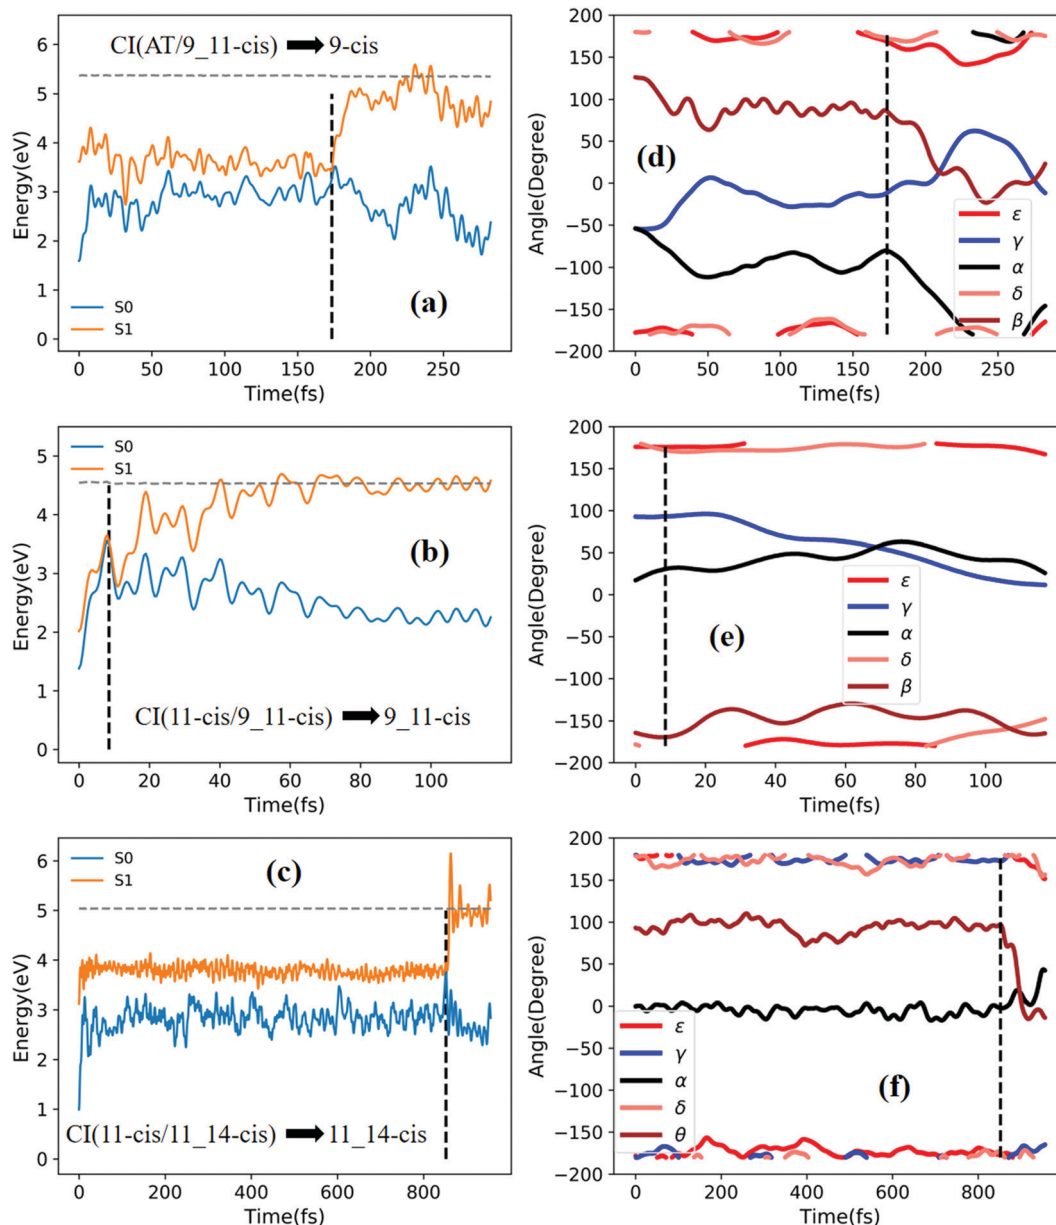 CI(AT/9_11-cis) 9-cis
Energy(eV)
6
5
4
3
2
1
0
S0
S1
(a)
0 50 100 150 200 250
Time(fs)
Angle(Degree)
200
150
100
50
0
−50
−100
−150
−200
(d)
ε
γ
α
δ
β
0 50 100 150 200 250
Time(fs)
Energy(eV)
5
4
3
2
1
0
S0
S1
(b)
CI(11-cis/9_11-cis) 9_11-cis
0 20 40 60 80 100
Time(fs)
Angle(Degree)
200
150
100
50
0
−50
−100
−150
−200
(e)
ε
γ
α
δ
β
0 20 40 60 80 100
Time(fs)
Energy(eV)
6
5
4
3
2
1
0
S0
S1
(c)
CI(11-cis/11_14-cis) 11_14-cis
0 200 400 600 800
Time(fs)
Angle(Degree)
200
150
100
50
0
−50
−100
−150
−200
ε
γ
α
δ
θ
(f)
0 200 400 600 800
Time(fs)